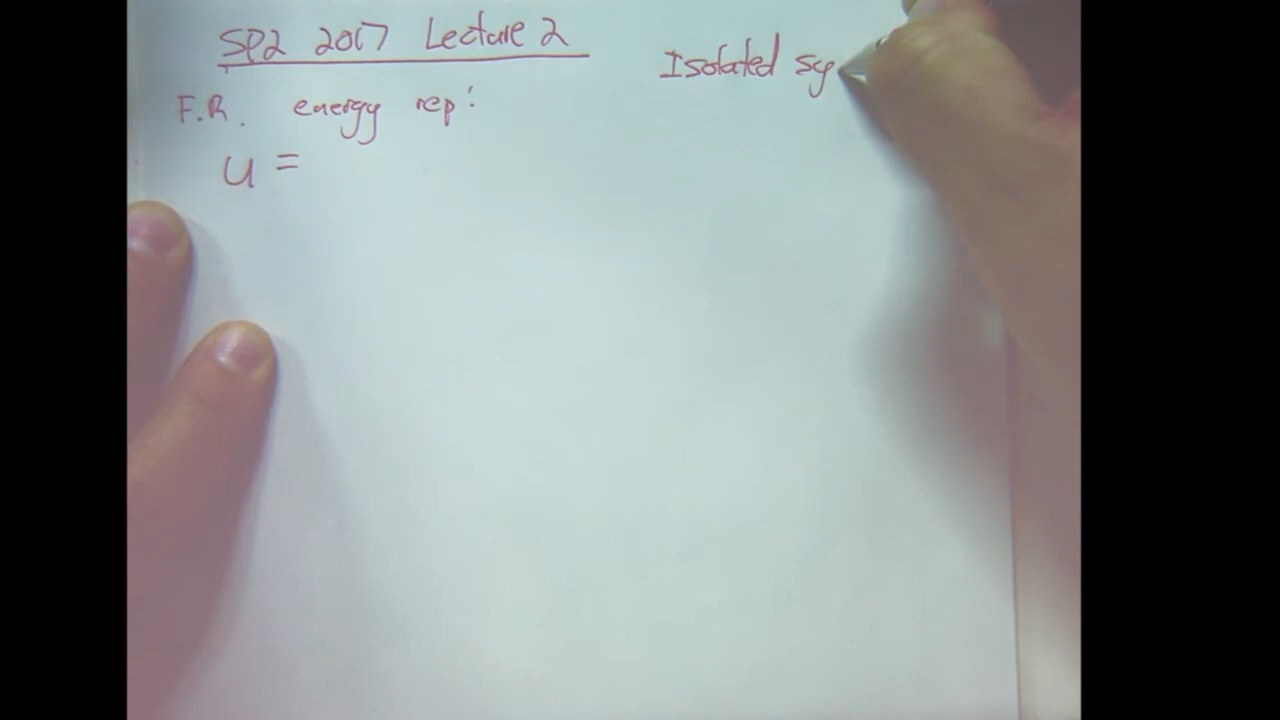 SP2 2017 Lecture 2
Isolated sy
F.R. energy rep:
U =